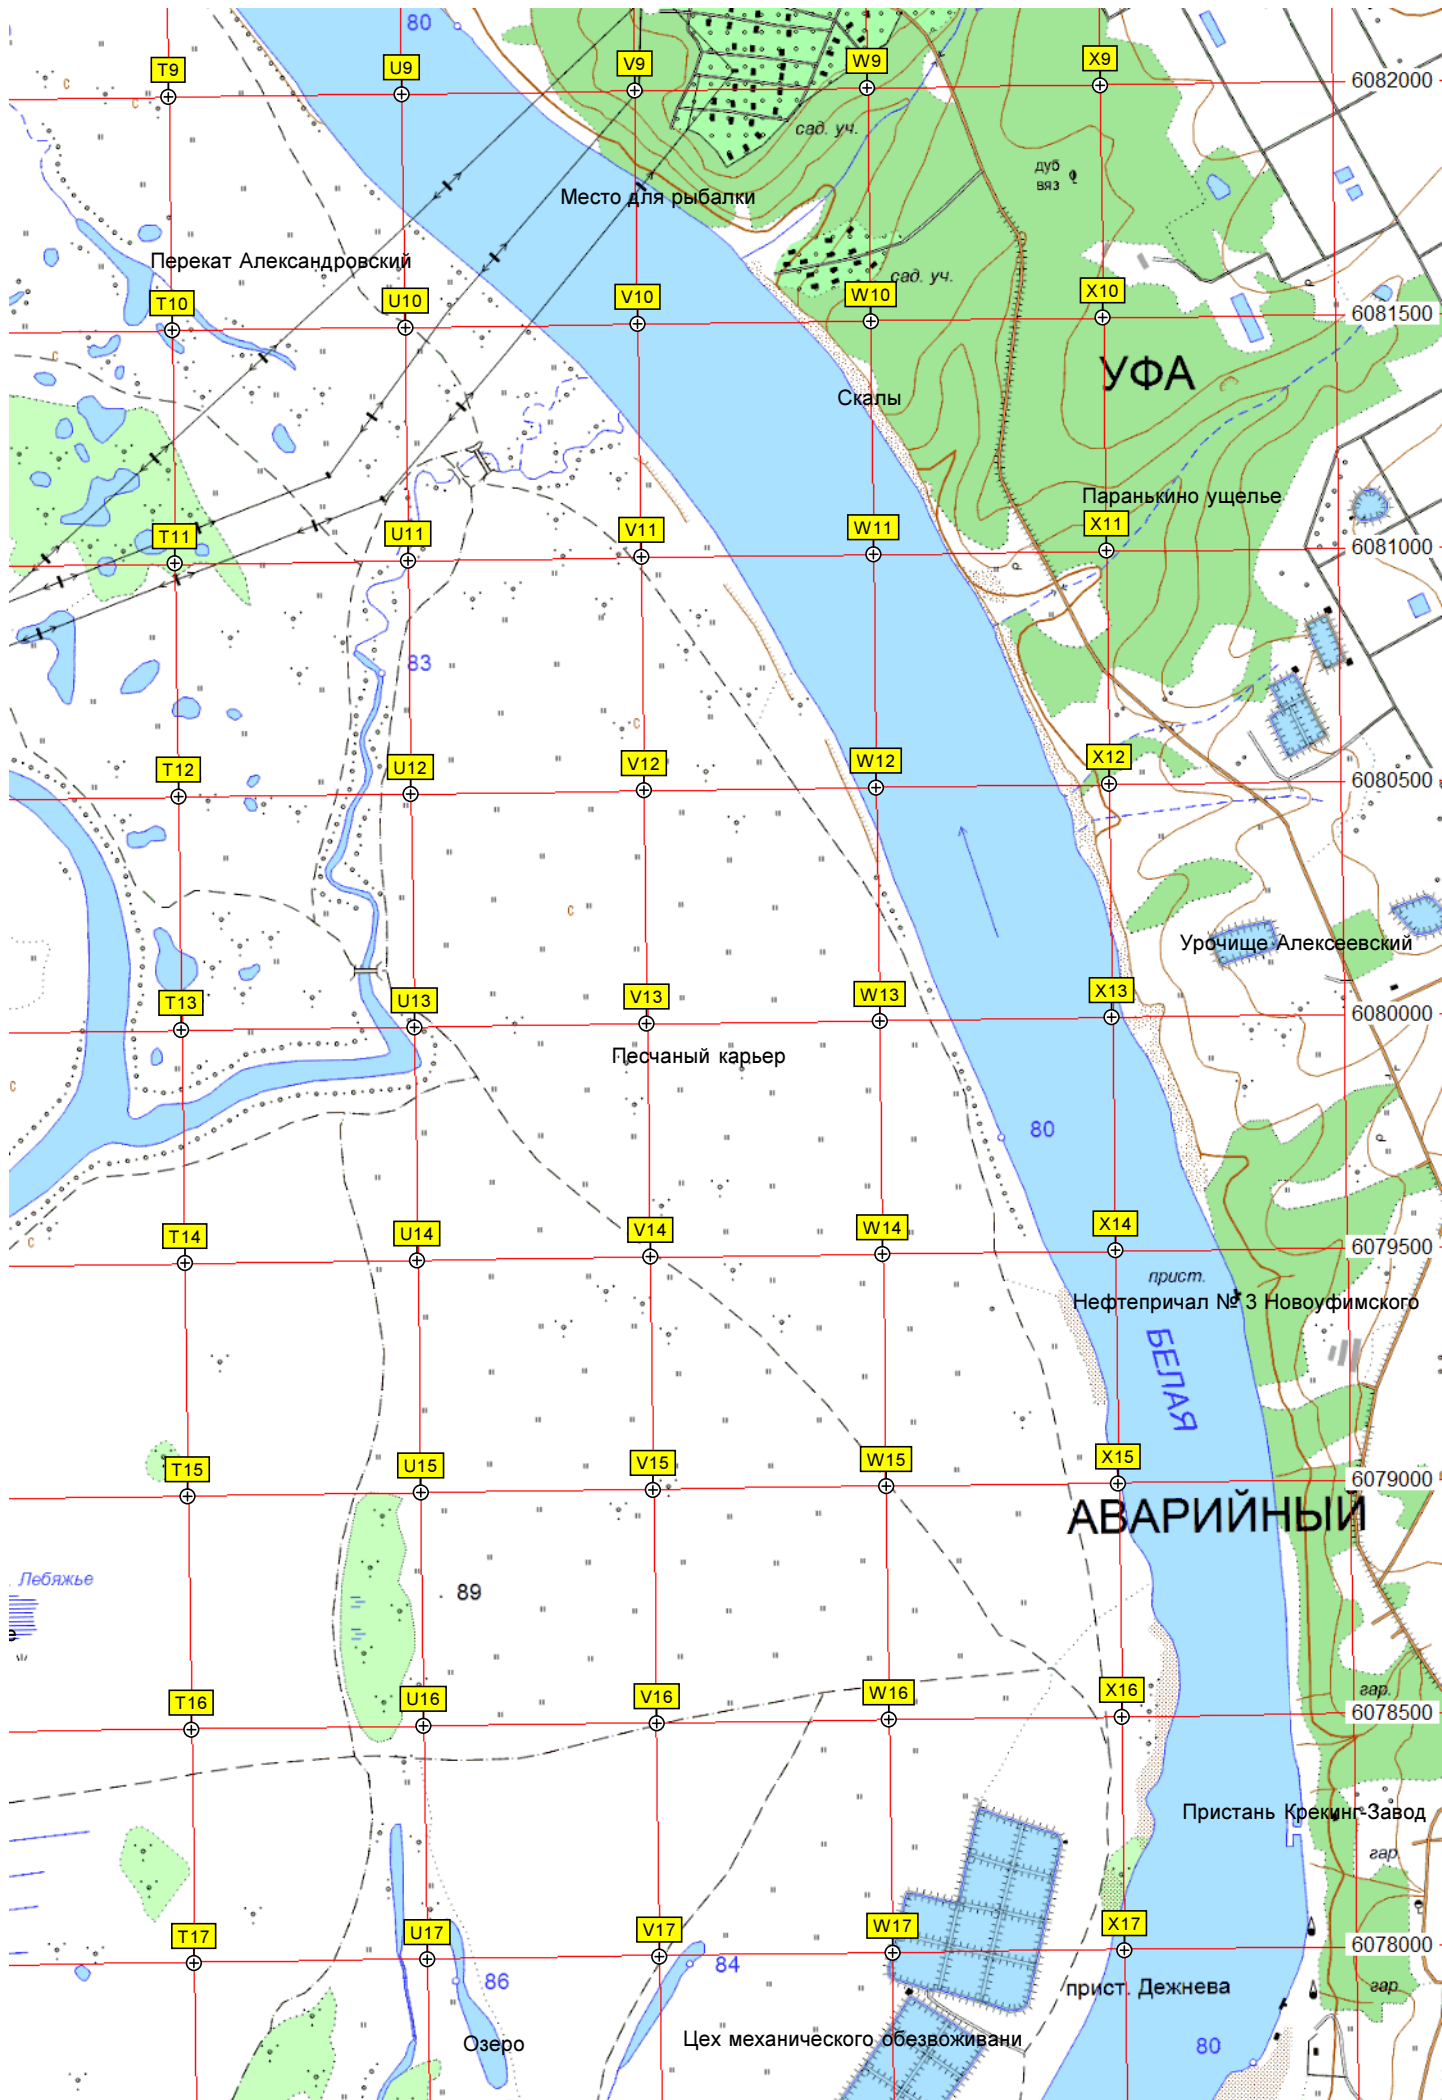 80
T9 U9 V9 W9 X9
6082000
сад. уч.
дуб
вяз
Место для рыбалки
Перекат Александровский
сад. уч.
T10 U10 V10 W10 X10
6081500
УФА
Скалы
Паранькино ущелье
T11 U11 V11 W11 X11
6081000
83
T12 U12 V12 W12 X12
6080500
Урочище Алексеевский
T13 U13 V13 W13 X13
6080000
Песчаный карьер
80
T14 U14 V14 W14 X14
6079500
прист.
Нефтепричал № 3 Новоуфимского
БЕЛАЯ
T15 U15 V15 W15 X15
6079000
АВАРИЙНЫЙ
Лебяжье
89
е
T16 U16 V16 W16 X16
гар.
6078500
Пристань Крекинг-Завод
гар
T17 U17 V17 W17 X17
6078000
84
86
прист. Дежнева
гар
Озеро
Цех механического обезвоживани
80